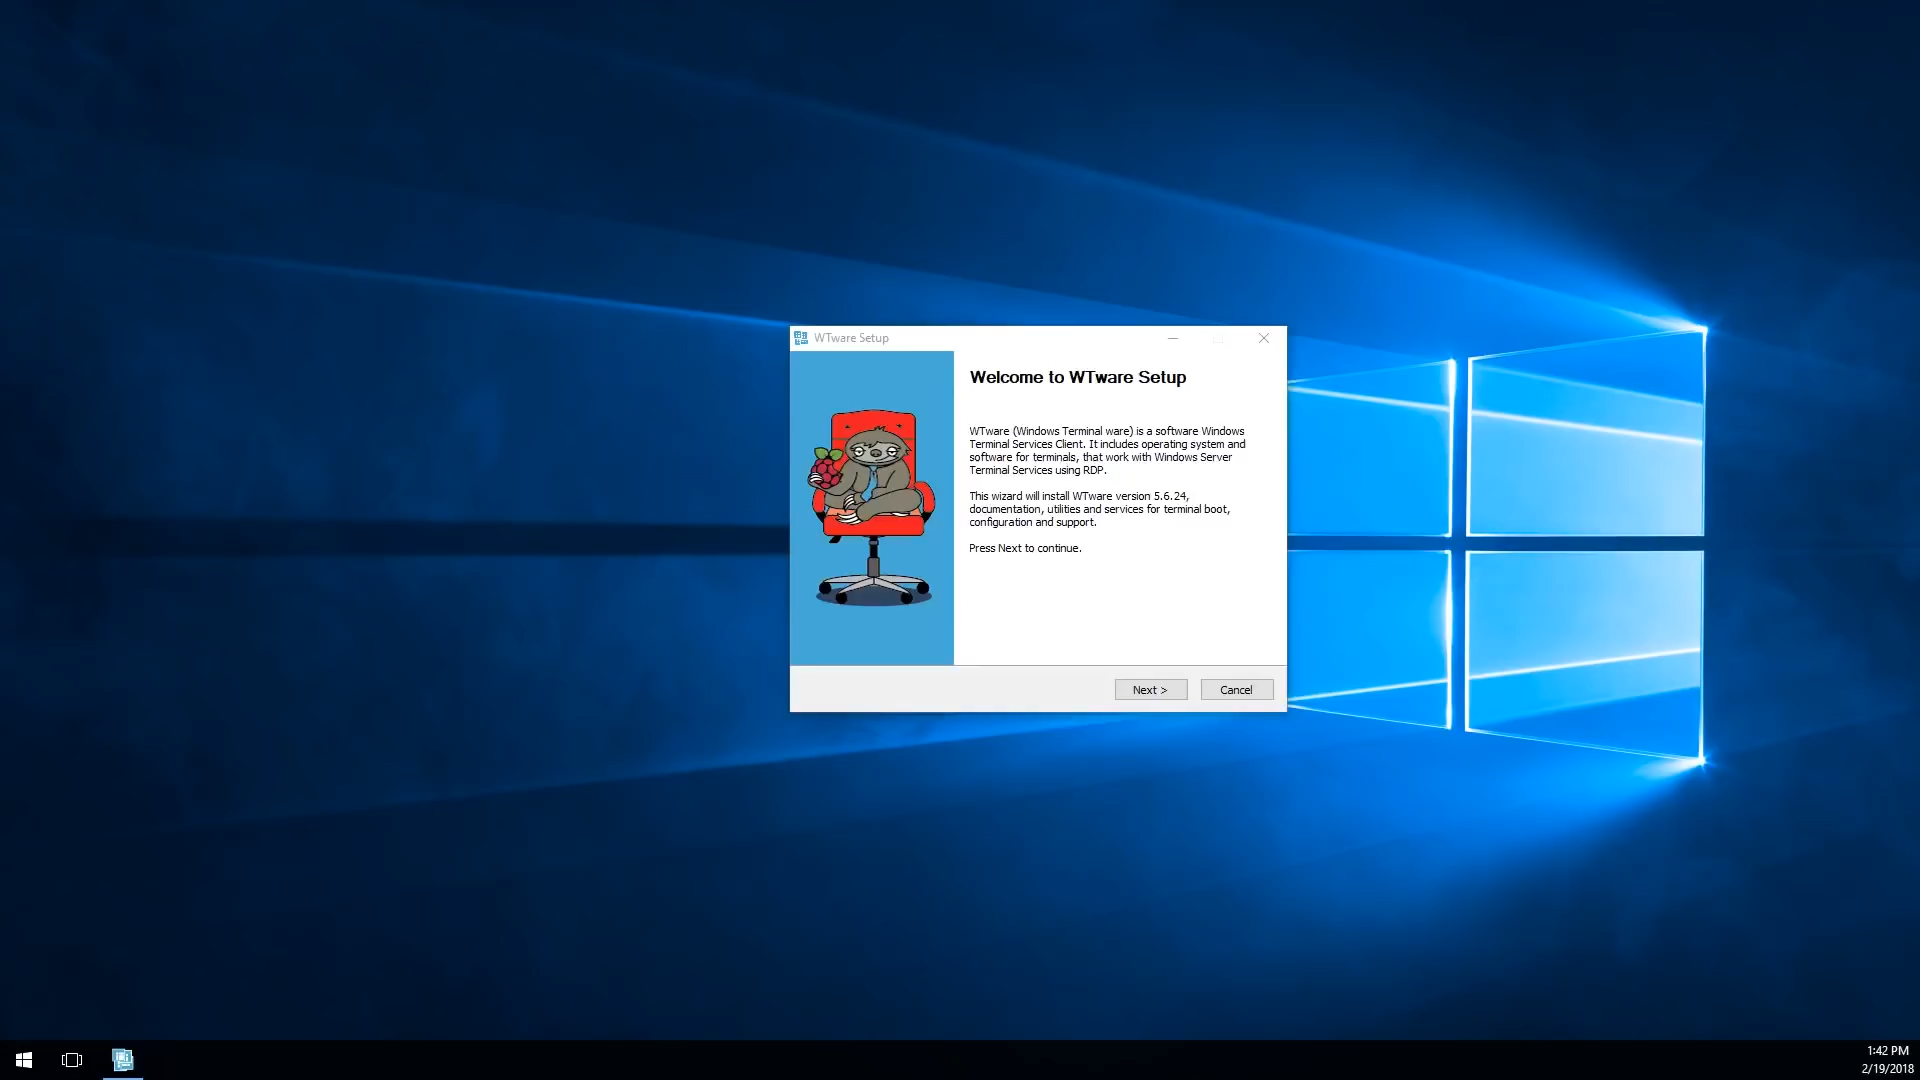 WTware Setup
Welcome to WTware Setup
WTware (Windows Terminal ware) is a software Windows
Terminal Services Client. It includes operating system and
software for terminals, that work with Windows Server
Terminal Services using RDP.
This wizard will install WTware version 5.6.24,
documentation, utilities and services for terminal boot,
configuration and support.
Press Next to continue.
Next >
Cancel
1:42 PM
2/19/2018